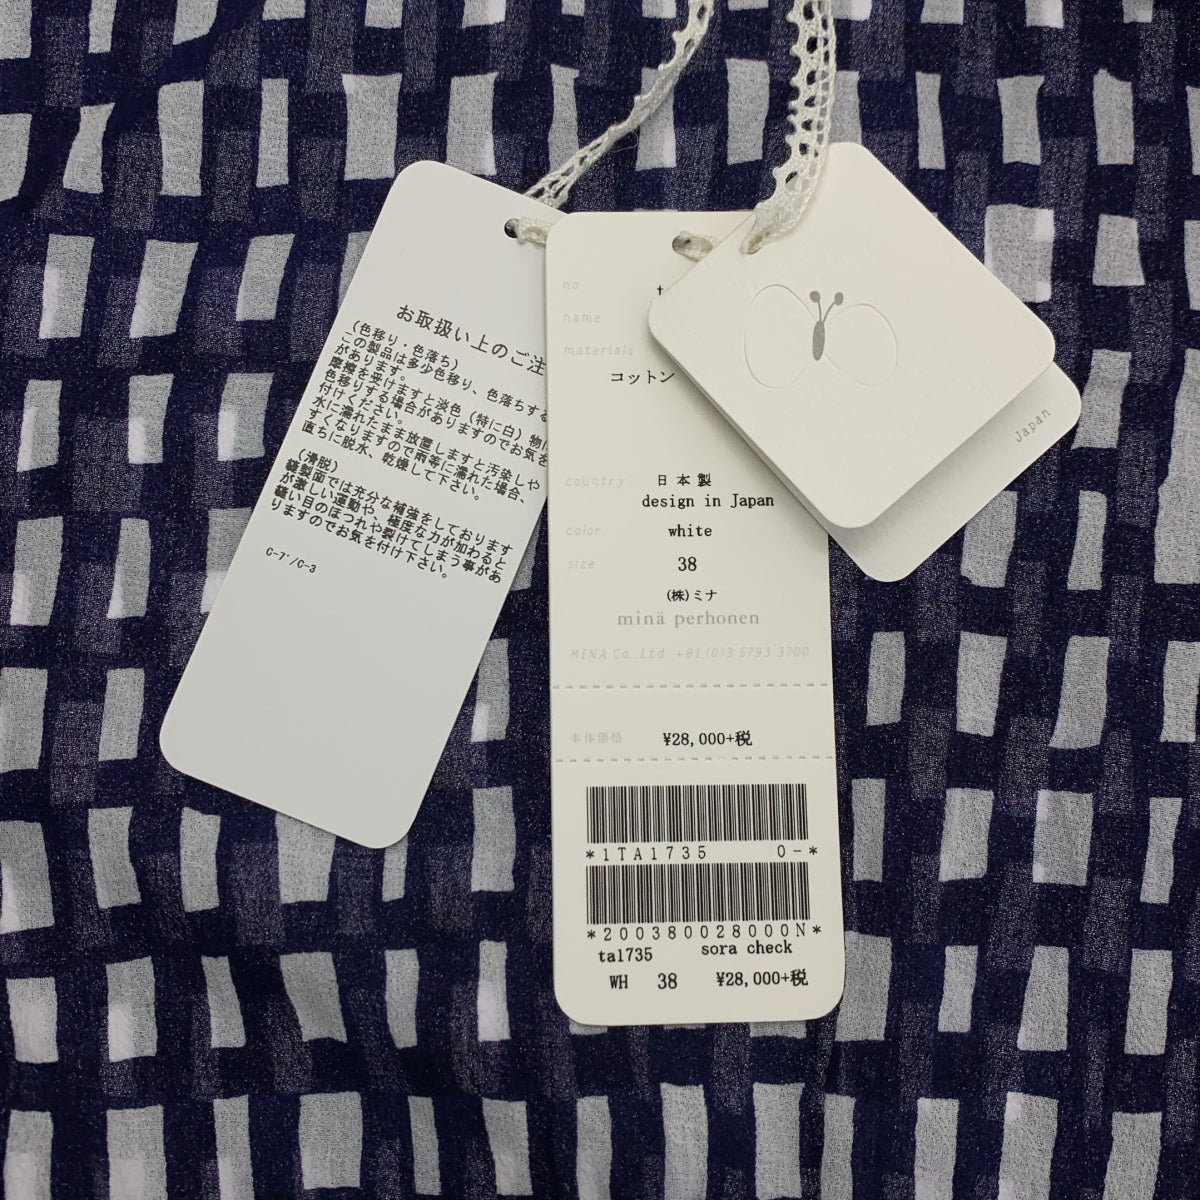 お取扱い上のご注
(色移り・色落ち)
この製品は多少色移り、色落ちする
があります。
摩擦を受けますと淡色(特に白)物に
色移りする場合がありますのでお気を
付けください。
水に濡れたまま放置しますと汚染しや
すくなりますので雨等に濡れた場合、
直ちに脱水、乾燥して下さい。
(滑脱)
縫製面では充分な補強をしております
が激しい運動や、極度な力が加わると
縫い目のほつれや裂けてしまう事があ
りますのでお気を付け下さい。
C-7'/C-3
no. t
name
materials
コットン
country 日本製
design in Japan
color white
size 38
(株)ミナ
minä perhonen
MINA Co.,Ltd. +81(0)3 5793 3700
本体価格 ¥28,000+税
*1TA1735 0-*
*200380028000N*
ta1735 sora check
WH 38 ¥28,000+税
Japan